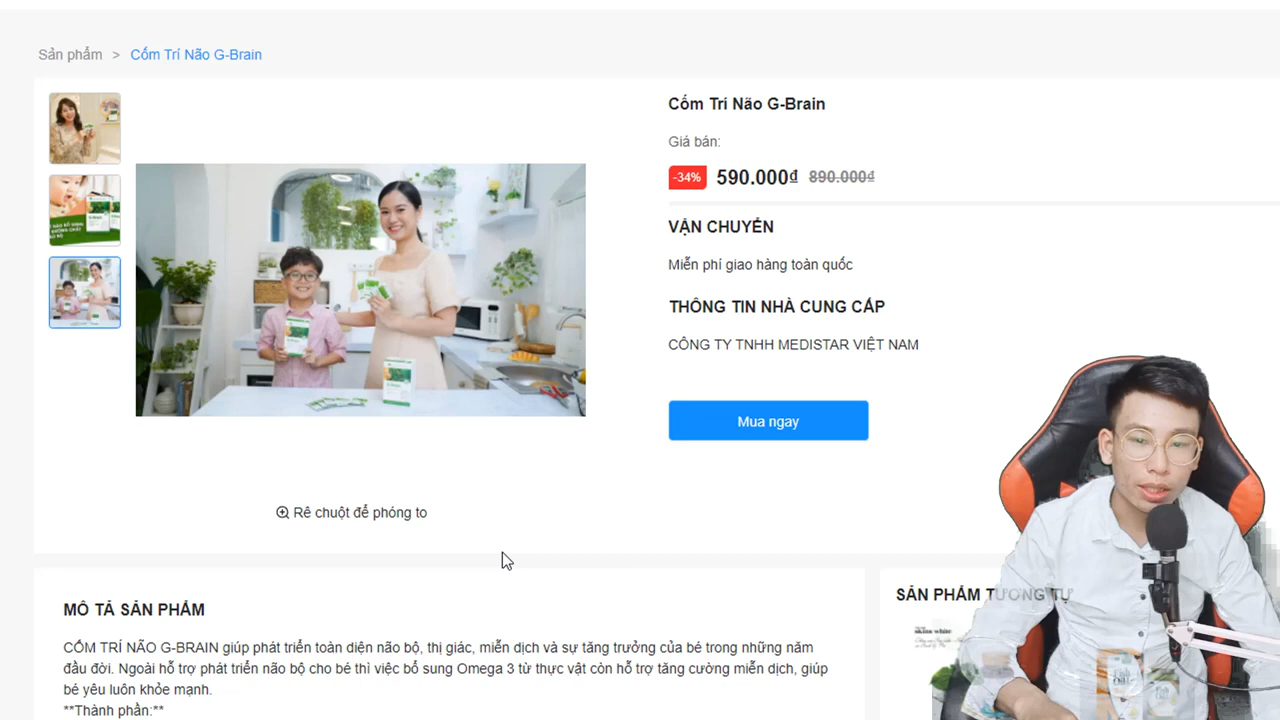 Sản phẩm > Cốm Trí Não G-Brain
Cốm Trí Não G-Brain
Giá bán:
-34% 590.000₫ 890.000₫
VẬN CHUYỂN
Miễn phí giao hàng toàn quốc
THÔNG TIN NHÀ CUNG CẤP
CÔNG TY TNHH MEDISTAR VIỆT NAM
Mua ngay
Rê chuột để phóng to
MÔ TẢ SẢN PHẨM
CỐM TRÍ NÃO G-BRAIN giúp phát triển toàn diện não bộ, thị giác, miễn dịch và sự tăng trưởng của bé trong những năm
đầu đời. Ngoài hỗ trợ phát triển não bộ cho bé thì việc bổ sung Omega 3 từ thực vật còn hỗ trợ tăng cường miễn dịch, giúp
bé yêu luôn khỏe mạnh.
**Thành phần:**
SẢN PHẨM TƯƠNG TỰ
skins white